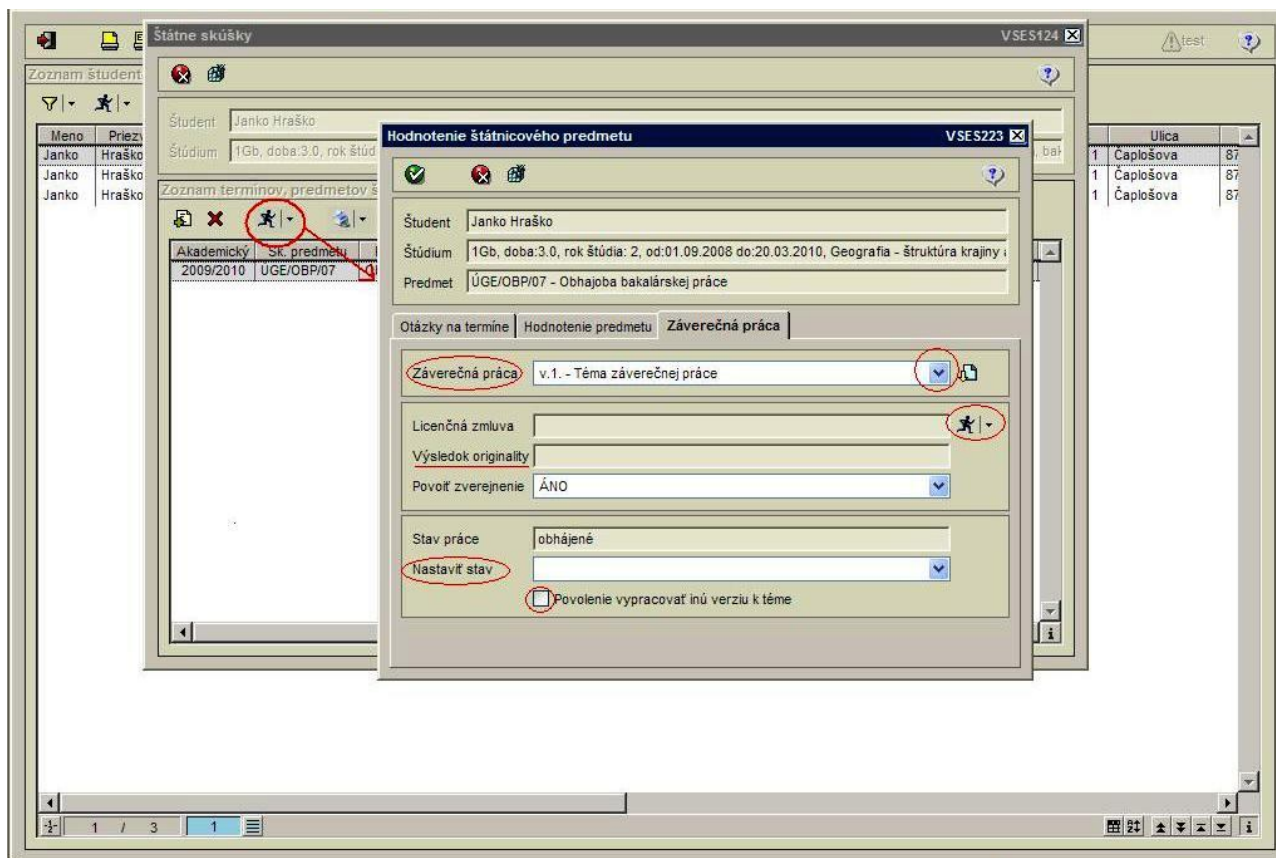 Štátne skúšky VSES124
test
Zoznam študent
Študent Janko Hraško
Štúdium 1Gb, doba:3.0, rok štúd
, bak
Meno Priezv Ulica
Janko Hraško 1 Čaplošova 87
Janko Hraško 1 Čaplošova 87
Janko Hraško 1 Čaplošova 87
Zoznam termínov, predmetov š
Akademický Sk. predmetu
2009/2010 UGE/OBP/07
Hodnotenie štátnicového predmetu VSES223
Študent Janko Hraško
Štúdium 1Gb, doba:3.0, rok štúdia: 2, od:01.09.2008 do:20.03.2010, Geografia - štruktúra krajiny a
Predmet ÚGE/OBP/07 - Obhajoba bakalárskej práce
Otázky na termíne Hodnotenie predmetu Záverečná práca
Záverečná práca v.1. - Téma záverečnej práce
Licenčná zmluva
Výsledok originality
Povoiť zverejnenie ÁNO
Stav práce obhájené
Nastaviť stav
Povolenie vypracovať inú verziu k téme
1 / 3 1